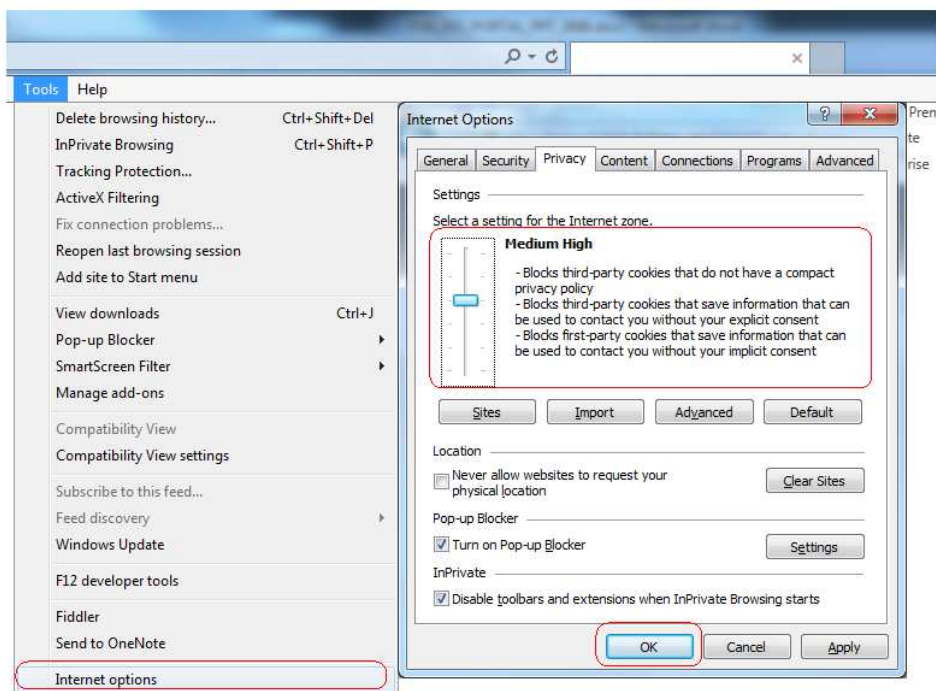 Tools Help
Delete browsing history... Ctrl+Shift+Del
InPrivate Browsing Ctrl+Shift+P
Tracking Protection...
ActiveX Filtering
Fix connection problems...
Reopen last browsing session
Add site to Start menu
View downloads Ctrl+J
Pop-up Blocker
SmartScreen Filter
Manage add-ons
Compatibility View
Compatibility View settings
Subscribe to this feed...
Feed discovery
Windows Update
F12 developer tools
Fiddler
Send to OneNote
Internet options
Internet Options
General Security Privacy Content Connections Programs Advanced
Settings
Select a setting for the Internet zone.
Medium High
- Blocks third-party cookies that do not have a compact
privacy policy
- Blocks third-party cookies that save information that can
be used to contact you without your explicit consent
- Blocks first-party cookies that save information that can
be used to contact you without your implicit consent
Sites Import Advanced Default
Location
Never allow websites to request your
physical location
Clear Sites
Pop-up Blocker
Turn on Pop-up Blocker
Settings
InPrivate
Disable toolbars and extensions when InPrivate Browsing starts
OK Cancel Apply
Prem
te
rise